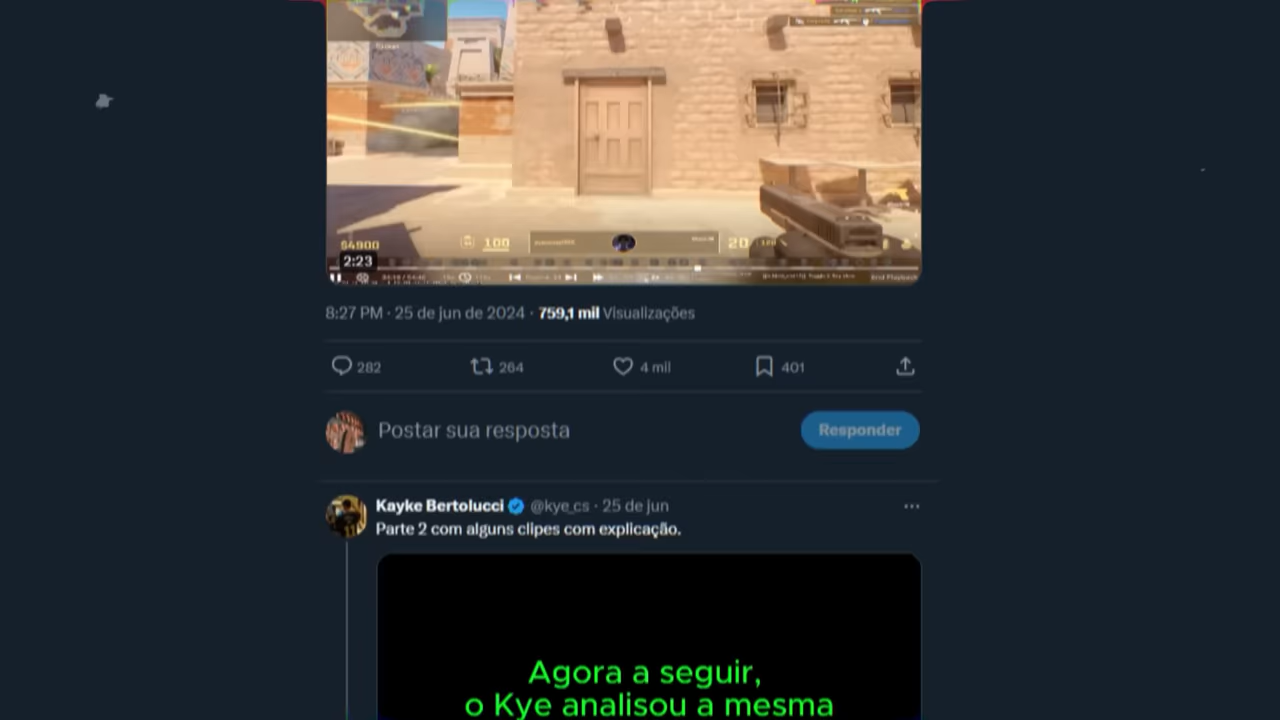 $4900
100
20
2:23
8:27 PM · 25 de jun de 2024 · 759,1 mil Visualizações
282 264 4 mil 401
Postar sua resposta
Responder
Kayke Bertolucci @kye_cs · 25 de jun
Parte 2 com alguns clipes com explicação.
Agora a seguir,
o Kye analisou a mesma